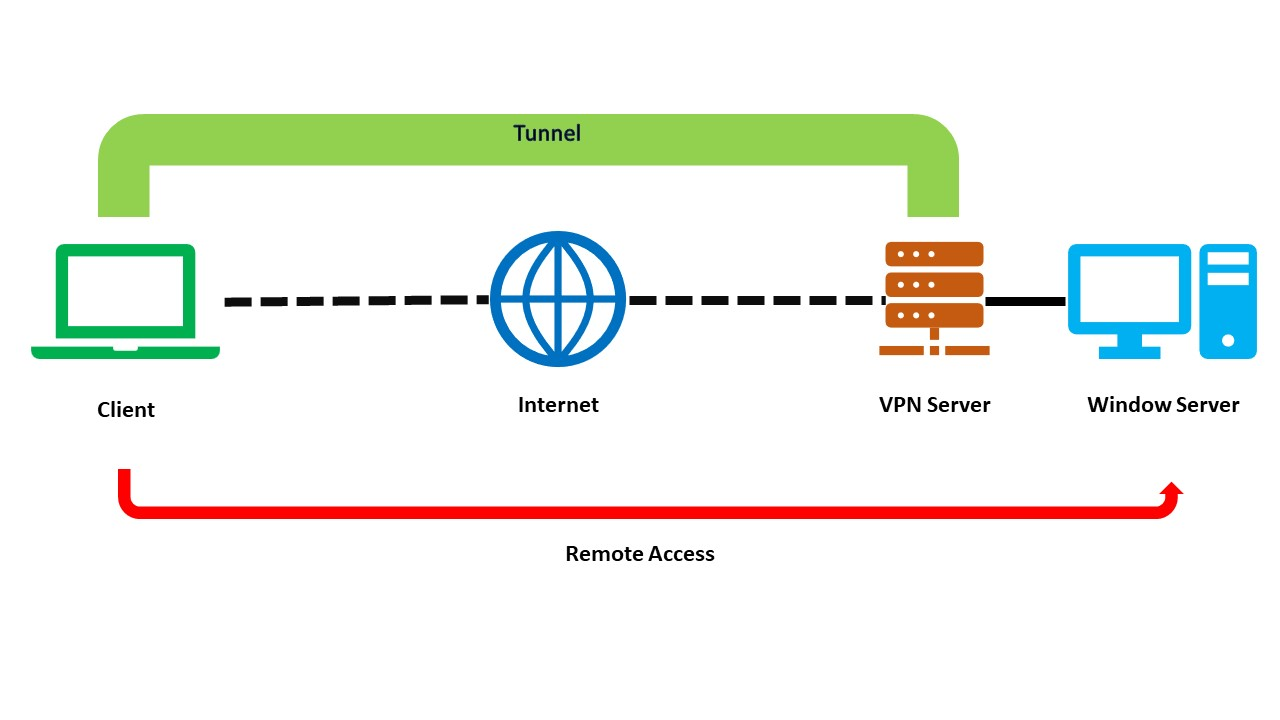 Tunnel
Client
Internet
VPN Server
Window Server
Remote Access